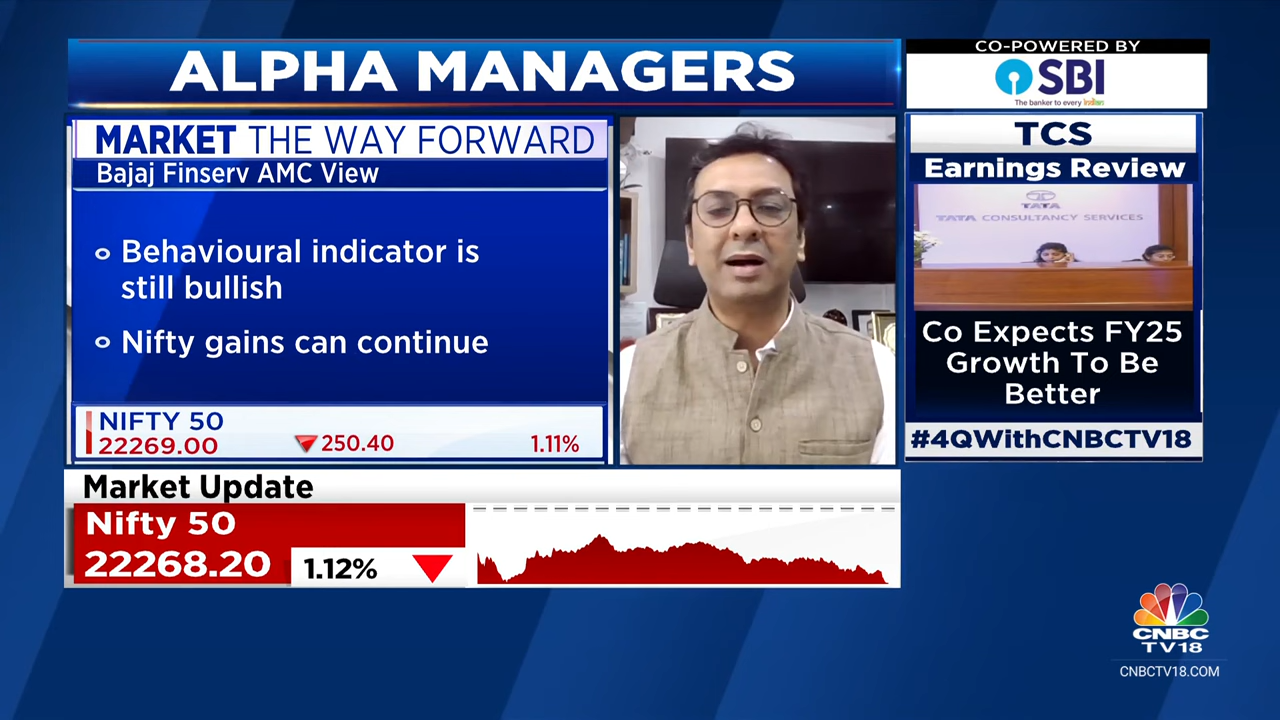 ALPHA MANAGERS
CO-POWERED BY
SBI
The banker to every Indian
MARKET THE WAY FORWARD
Bajaj Finserv AMC View
Behavioural indicator is
still bullish
Nifty gains can continue
NIFTY 50
22269.00 250.40 1.11%
TCS
Earnings Review
TATA
TATA CONSULTANCY SERVICES
Co Expects FY25
Growth To Be
Better
#4QWithCNBCTV18
Market Update
Nifty 50
22268.20 1.12%
CNBC
TV18
CNBCTV18.COM